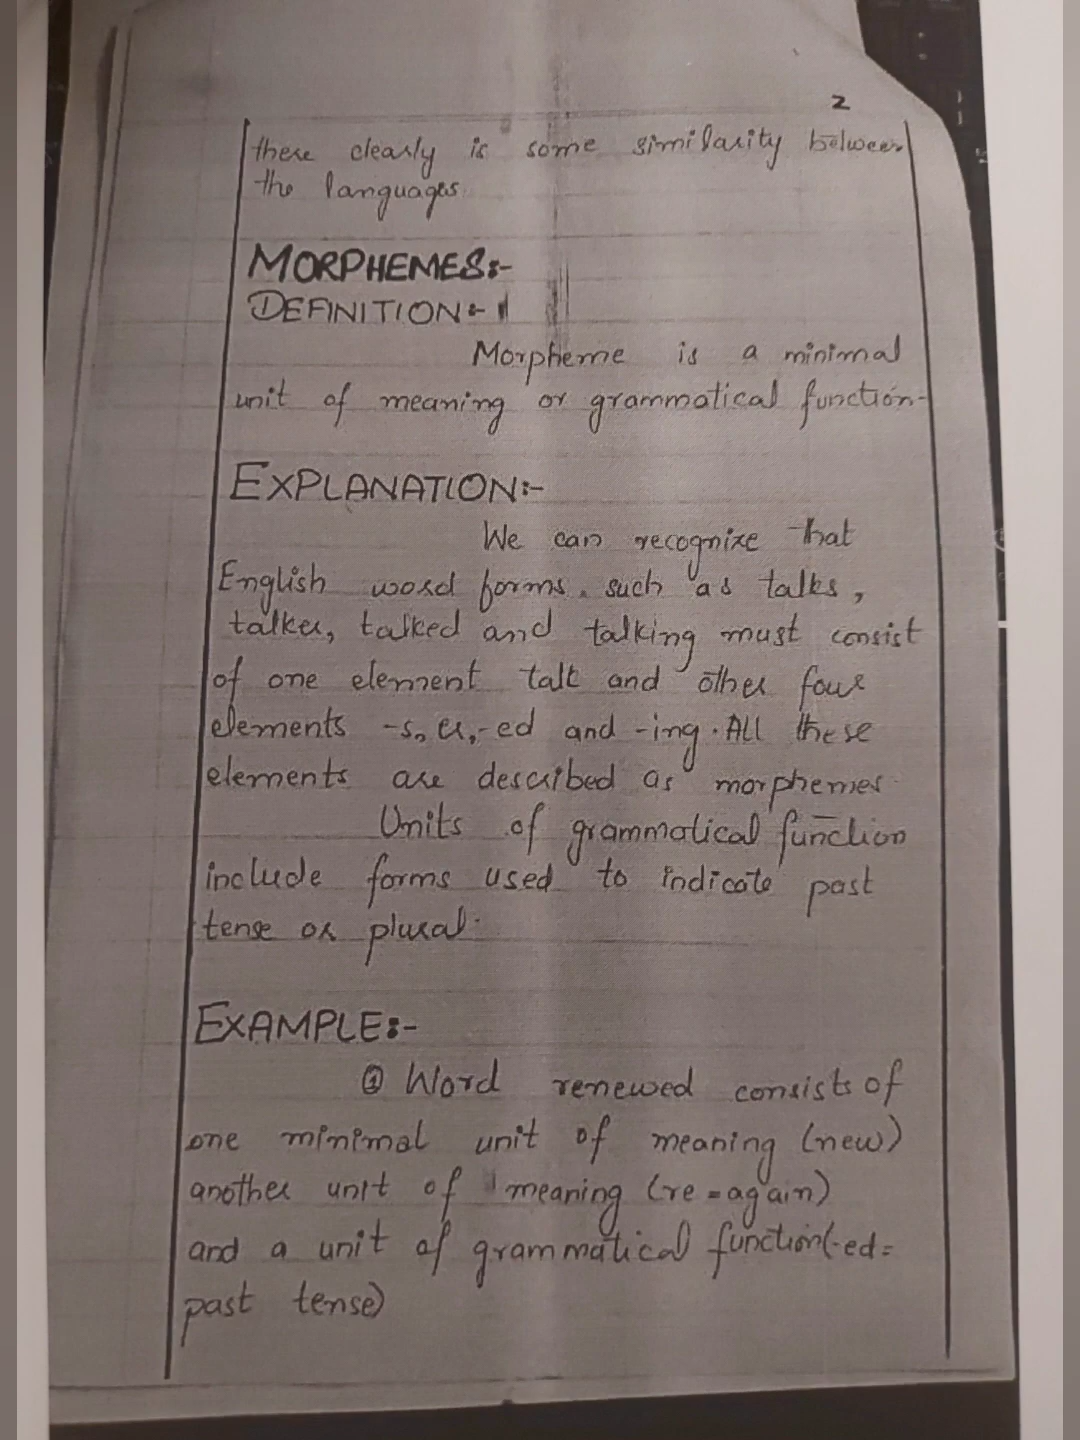 2
there clearly is some similarity between
the languages.
MORPHEMES:-
DEFINITION:-
Morpheme is a minimal
unit of meaning or grammatical function-
EXPLANATION:-
We can recognize that
English word forms, such as talks,
talker, talked and talking must consist
of one element talk and other four
elements -s, er,-ed and -ing. All these
elements are described as morphemes.
Units of grammatical function
include forms used to indicate past
tense or plural.
EXAMPLE:-
① Word renewed consists of
one minimal unit of meaning (new)
another unit of meaning (re = again)
and a unit of grammatical function(-ed=
past tense)